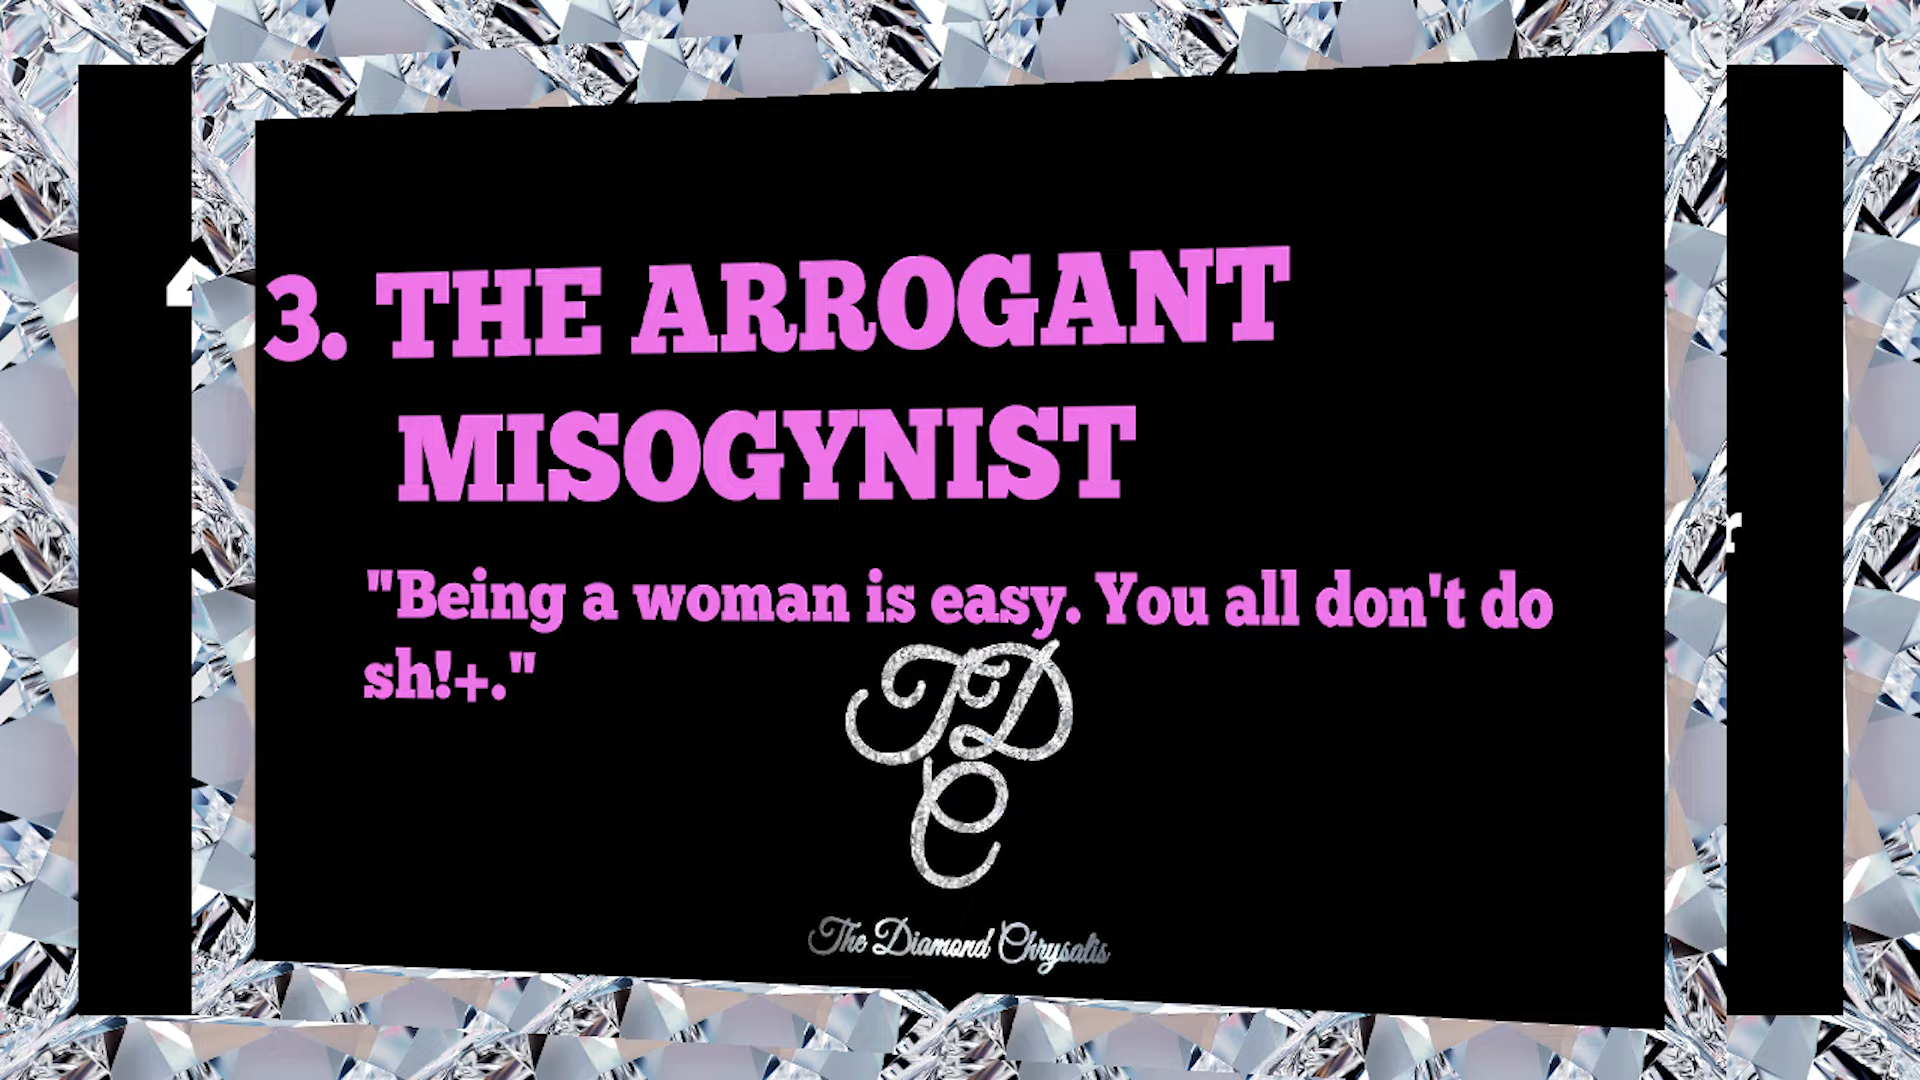 3. THE ARROGANT
MISOGYNIST
"Being a woman is easy. You all don't do
sh!+."
TDC
The Diamond Chrysalis